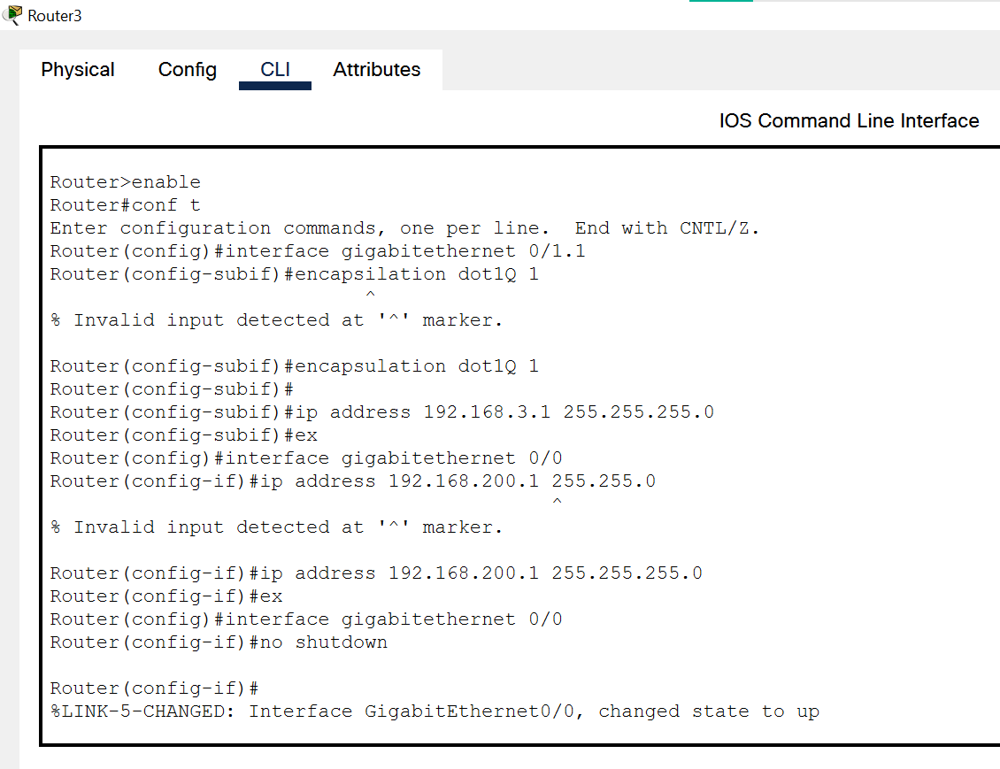 Router3
Physical Config CLI Attributes
IOS Command Line Interface
Router>enable
Router#conf t
Enter configuration commands, one per line.  End with CNTL/Z.
Router(config)#interface gigabitethernet 0/1.1
Router(config-subif)#encapsilation dot1Q 1
^
% Invalid input detected at '^' marker.
Router(config-subif)#encapsulation dot1Q 1
Router(config-subif)#
Router(config-subif)#ip address 192.168.3.1 255.255.255.0
Router(config-subif)#ex
Router(config)#interface gigabitethernet 0/0
Router(config-if)#ip address 192.168.200.1 255.255.0
^
% Invalid input detected at '^' marker.
Router(config-if)#ip address 192.168.200.1 255.255.255.0
Router(config-if)#ex
Router(config)#interface gigabitethernet 0/0
Router(config-if)#no shutdown
Router(config-if)#
%LINK-5-CHANGED: Interface GigabitEthernet0/0, changed state to up